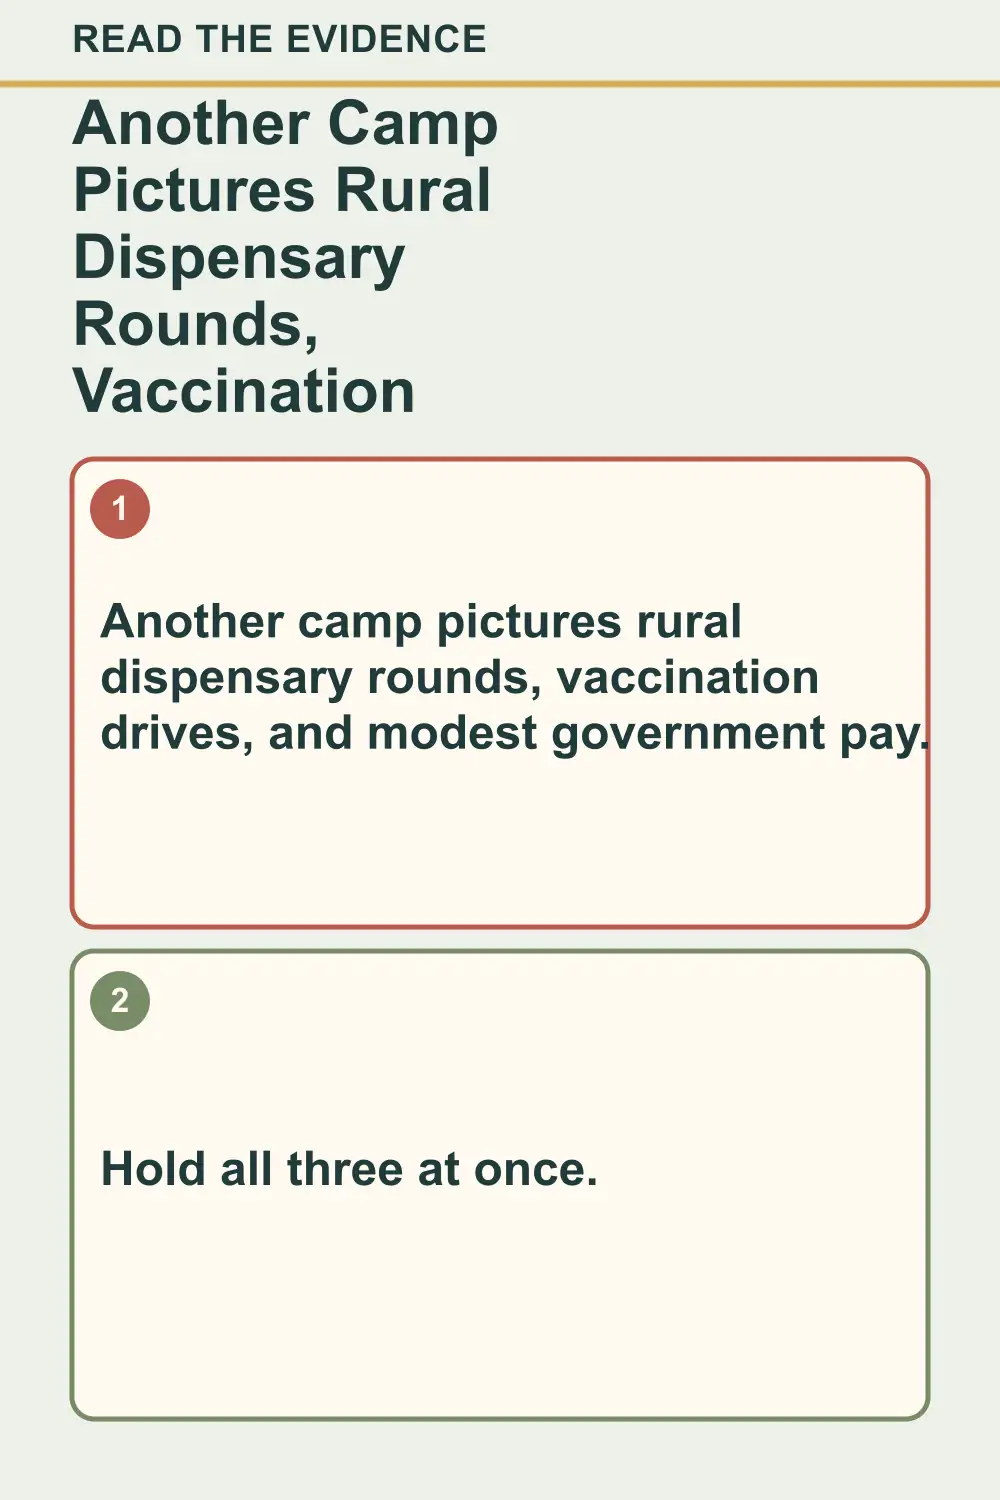 READ THE EVIDENCE
Another Camp
Pictures Rural
Dispensary
Rounds,
Vaccination
1
Another camp pictures rural
dispensary rounds, vaccination
drives, and modest government pay.
2
Hold all three at once.